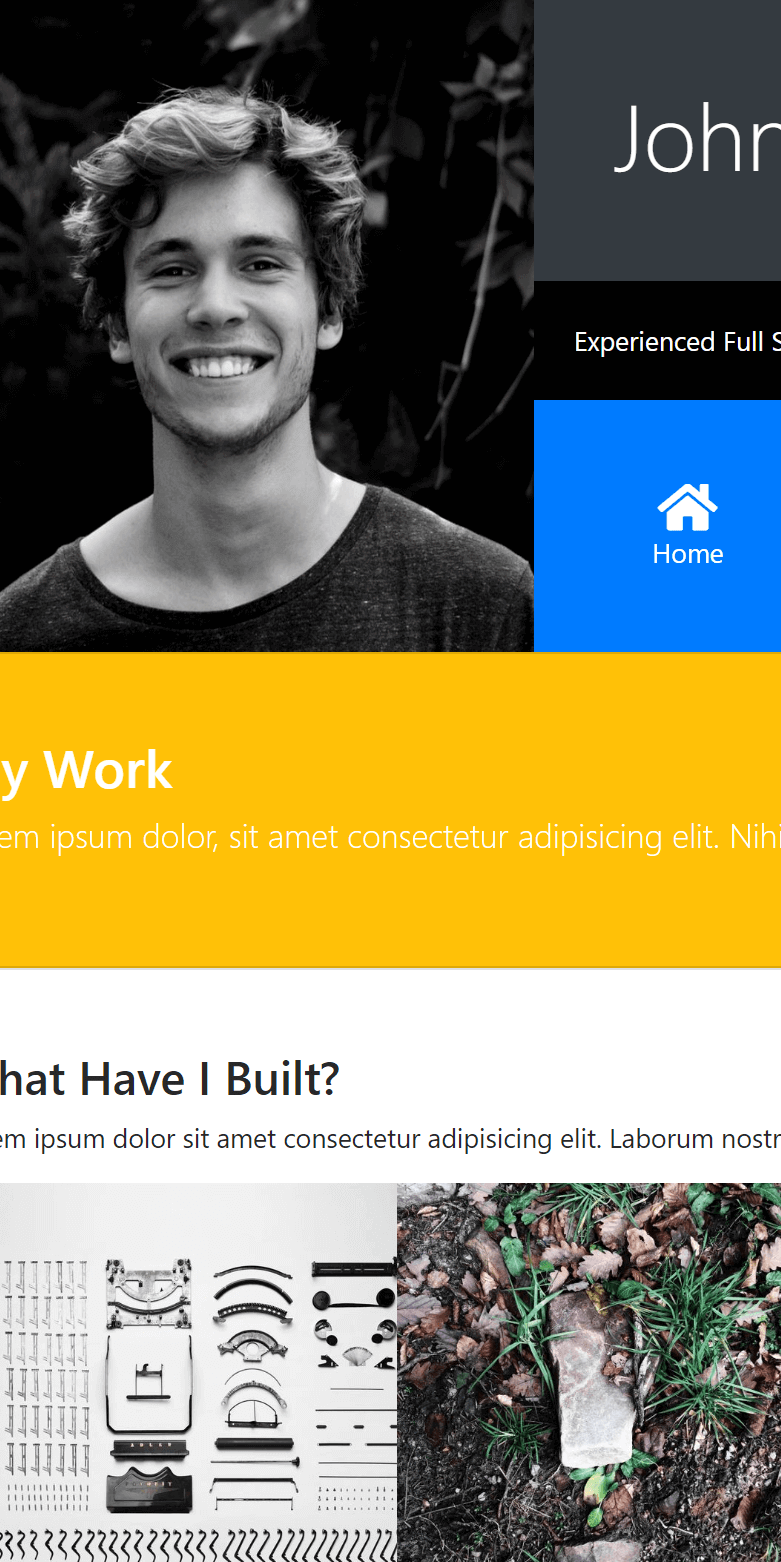 John
Experienced Full S
Home
y Work
em ipsum dolor, sit amet consectetur adipisicing elit. Nihi
hat Have I Built?
em ipsum dolor sit amet consectetur adipisicing elit. Laborum nostr
ADLER